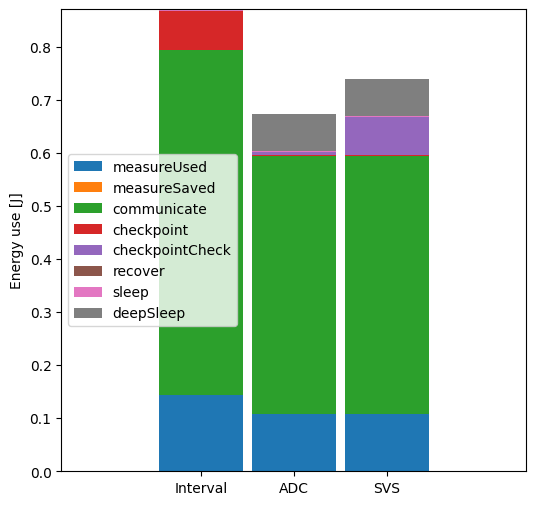 Energy use [J]
0.8
0.7
0.6
0.5
0.4
0.3
0.2
0.1
0.0
measureUsed
measureSaved
communicate
checkpoint
checkpointCheck
recover
sleep
deepSleep
Interval ADC SVS